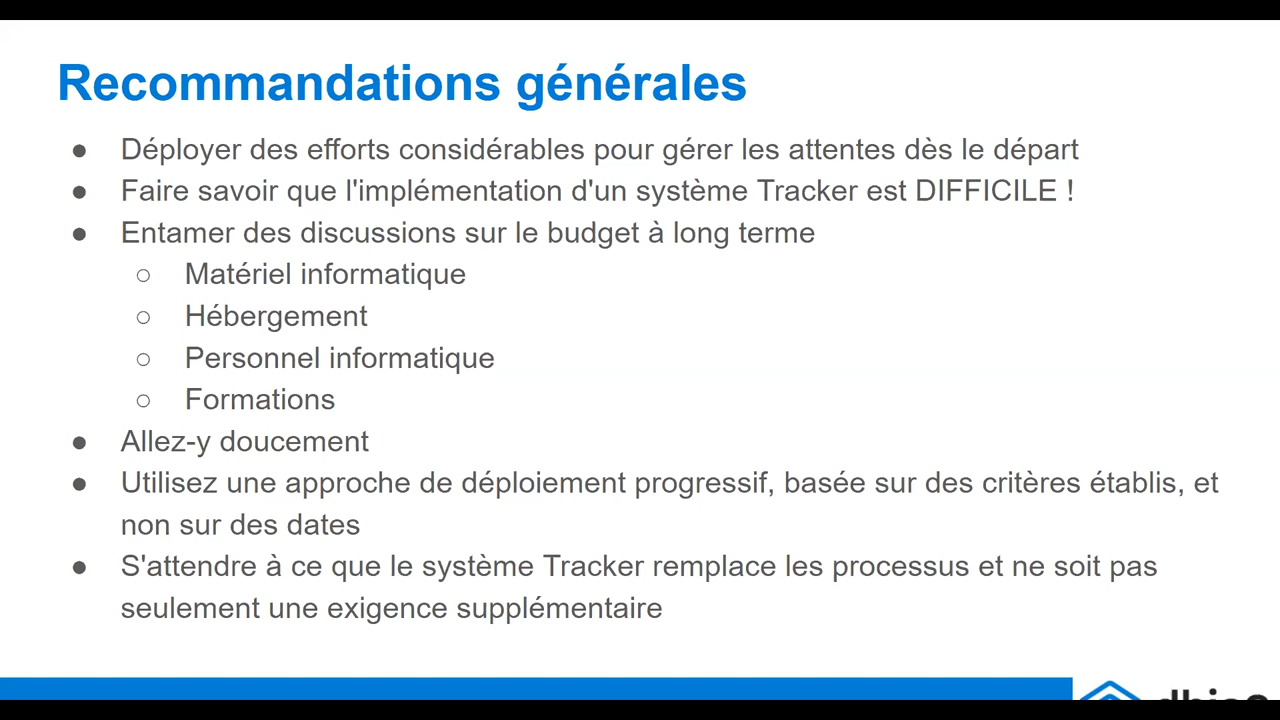 Recommandations générales
● Déployer des efforts considérables pour gérer les attentes dès le départ
● Faire savoir que l'implémentation d'un système Tracker est DIFFICILE !
● Entamer des discussions sur le budget à long terme
○ Matériel informatique
○ Hébergement
○ Personnel informatique
○ Formations
● Allez-y doucement
● Utilisez une approche de déploiement progressif, basée sur des critères établis, et
non sur des dates
● S'attendre à ce que le système Tracker remplace les processus et ne soit pas
seulement une exigence supplémentaire